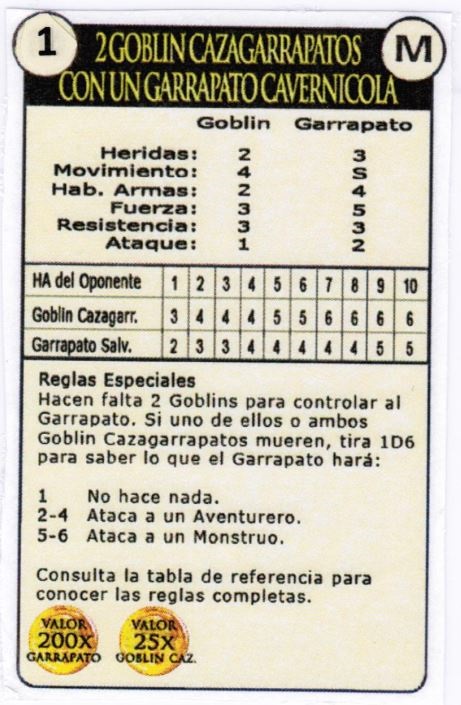 1
M
2 GOBLIN CAZAGARRAPATOS
CON UN GARRAPATO CAVERNICOLA
Goblin Garrapato
Heridas: 2 3
Movimiento: 4 S
Hab. Armas: 2 4
Fuerza: 3 5
Resistencia: 3 3
Ataque: 1 2
HA del Oponente 1 2 3 4 5 6 7 8 9 10
Goblin Cazagarr. 3 4 4 4 5 5 6 6 6 6
Garrapato Salv. 2 3 3 4 4 4 4 4 5 5
Reglas Especiales
Hacen falta 2 Goblins para controlar al
Garrapato. Si uno de ellos o ambos
Goblin Cazagarrapatos mueren, tira 1D6
para saber lo que el Garrapato hará:
1 No hace nada.
2-4 Ataca a un Aventurero.
5-6 Ataca a un Monstruo.
Consulta la tabla de referencia para
conocer las reglas completas.
VALOR
200X
GARRAPATO
VALOR
25X
GOBLIN CAZ.